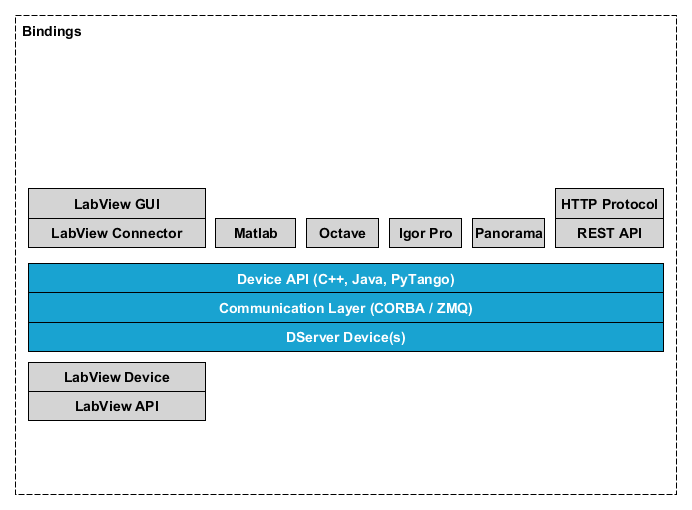 Bindings
LabView GUI
HTTP Protocol
LabView Connector
Matlab
Octave
Igor Pro
Panorama
REST API
Device API (C++, Java, PyTango)
Communication Layer (CORBA / ZMQ)
DServer Device(s)
LabView Device
LabView API